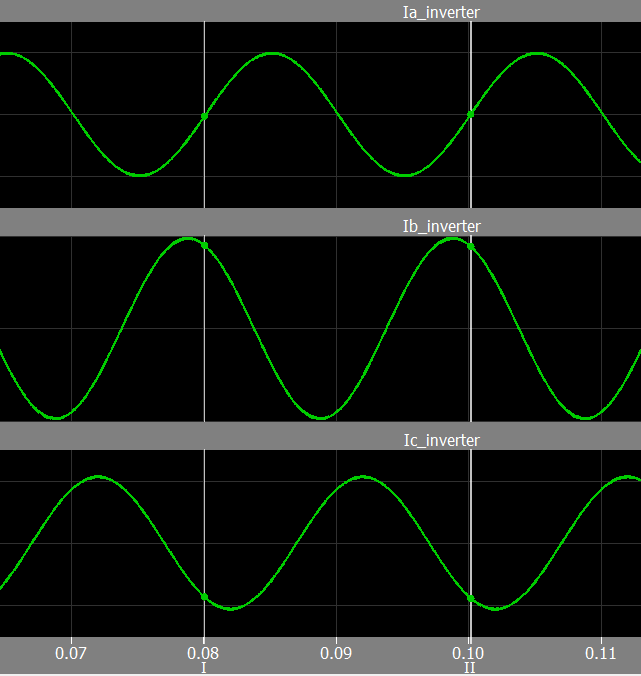 Ia_inverter
Ib_inverter
Ic_inverter
0.07 0.08 0.09 0.10 0.11
I II